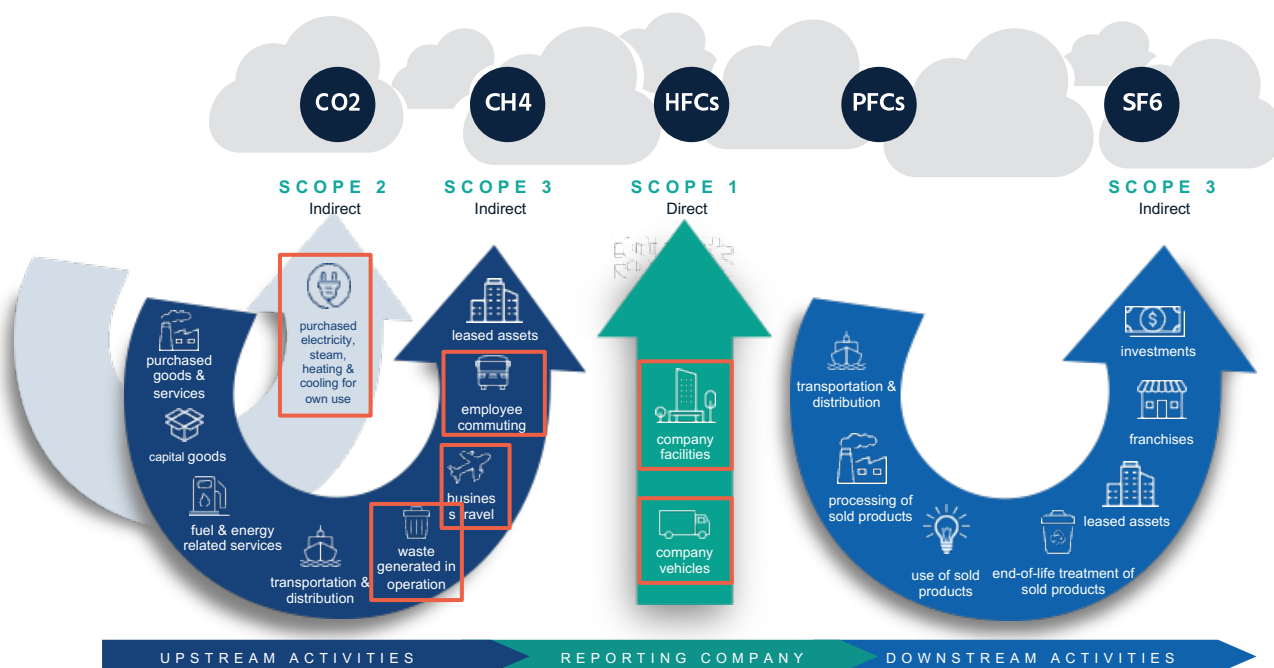 CO2
CH4
HFCs
PFCs
SF6
SCOPE 2
Indirect
SCOPE 3
Indirect
SCOPE 1
Direct
SCOPE 3
Indirect
purchased
electricity,
steam,
heating &
cooling for
own use
purchased
goods &
services
capital goods
fuel & energy
related services
transportation &
distribution
waste
generated in
operation
busines
s travel
employee
commuting
leased assets
company
facilities
company
vehicles
transportation &
distribution
processing of
sold products
use of sold
products
end-of-life treatment of
sold products
leased assets
franchises
investments
UPSTREAM ACTIVITIES
REPORTING COMPANY
DOWNSTREAM ACTIVITIES